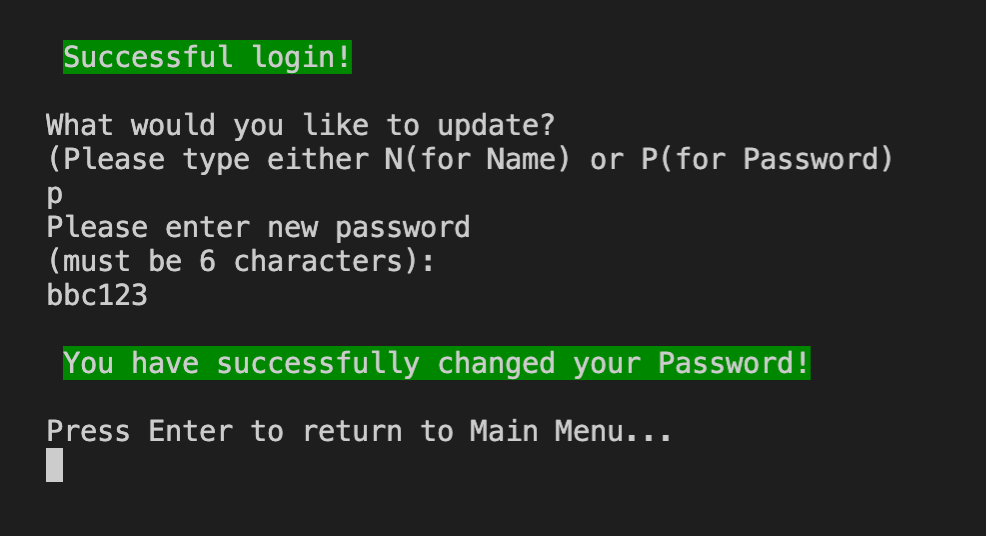 Successful login!
What would you like to update?
(Please type either N(for Name) or P(for Password)
p
Please enter new password
(must be 6 characters):
bbc123
You have successfully changed your Password!
Press Enter to return to Main Menu...